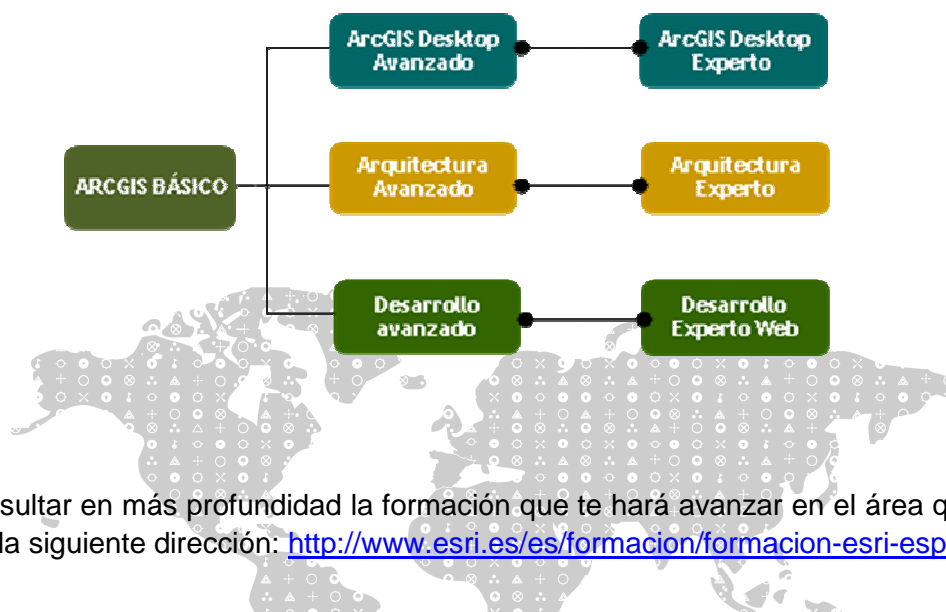 ArcGIS Desktop
Avanzado
ArcGIS Desktop
Experto
ARCGIS BÁSICO
Arquitectura
Avanzado
Arquitectura
Experto
Desarrollo
avanzado
Desarrollo
Experto Web
sultar en más profundidad la formación que te hará avanzar en el área q
la siguiente dirección: http://www.esri.es/es/formacion/formacion-esri-esp